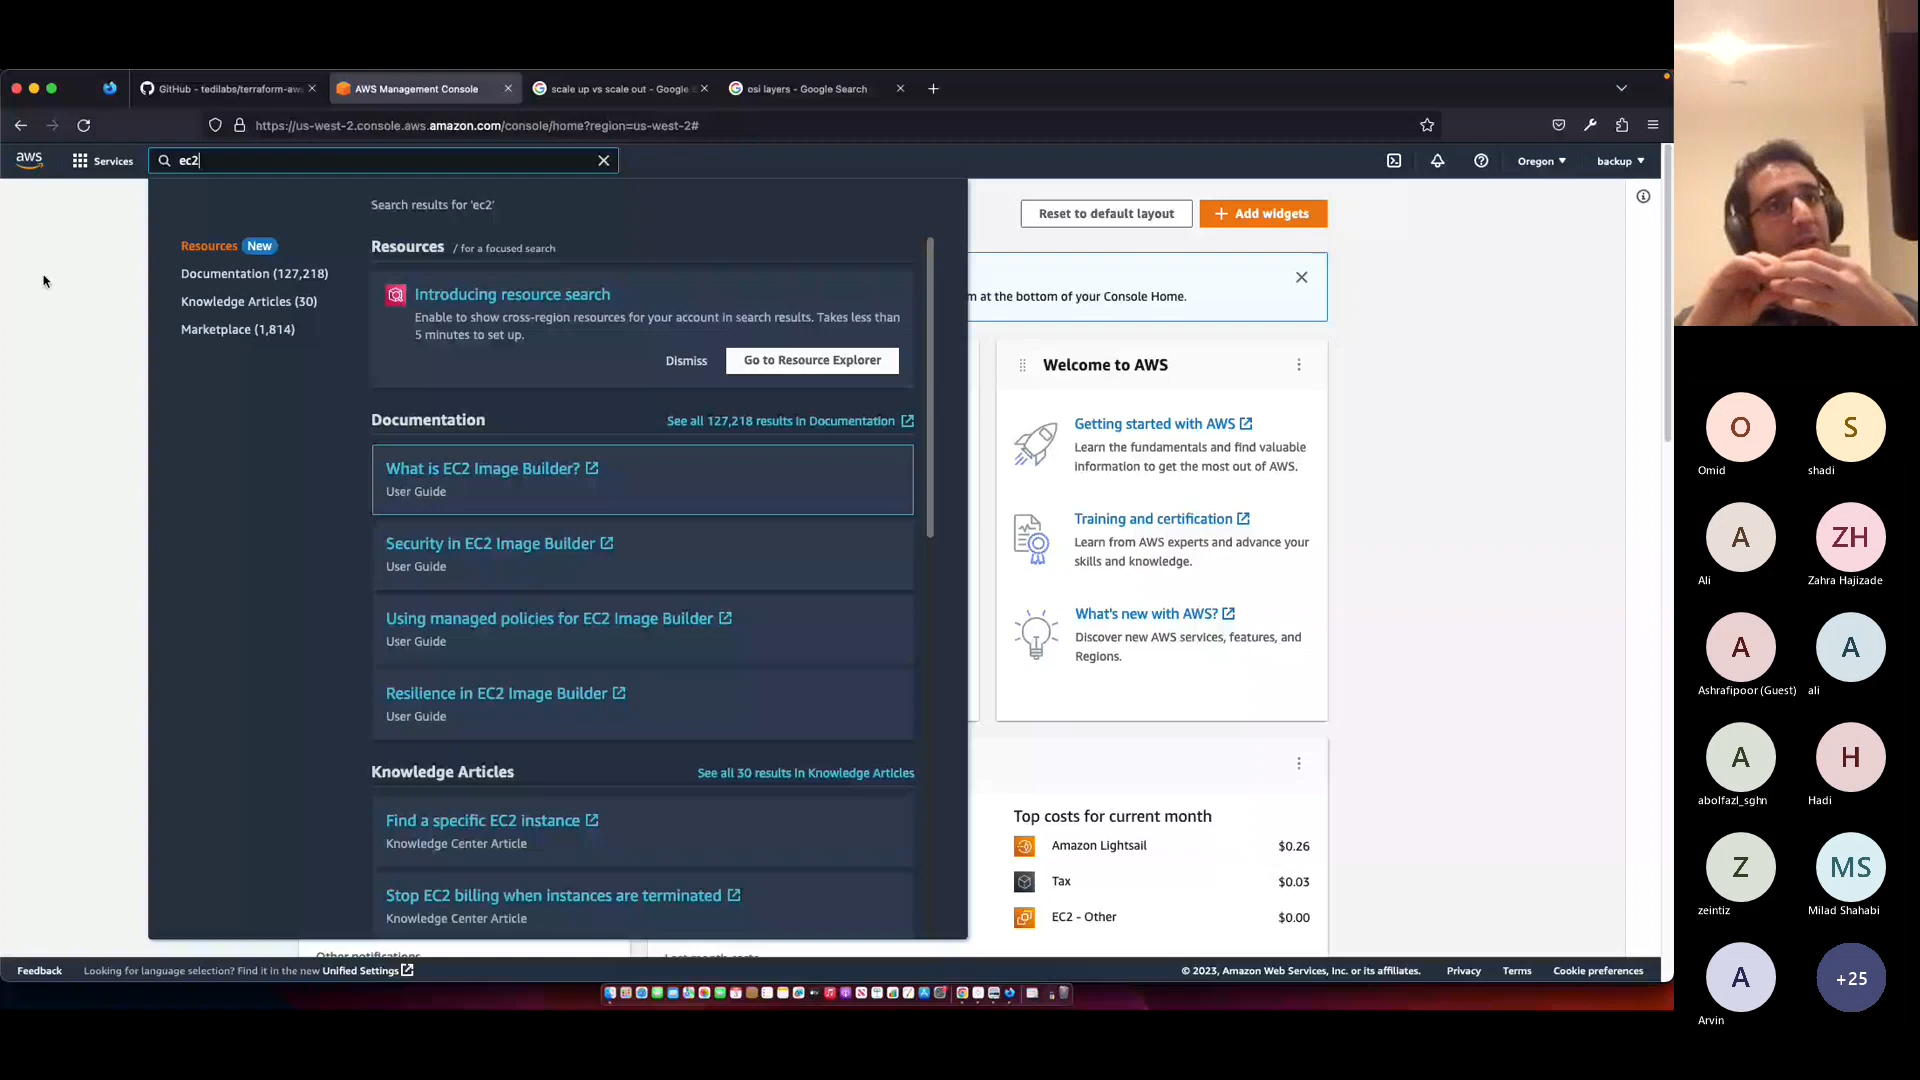 GitHub - tedilabs/terraform-aw
AWS Management Console
scale up vs scale out - Google
osi layers - Google Search
https://us-west-2.console.aws.amazon.com/console/home?region=us-west-2#
aws
Services
ec2
Oregon
backup
Search results for 'ec2'
Resources New
Documentation (127,218)
Knowledge Articles (30)
Marketplace (1,814)
Resources / for a focused search
Introducing resource search
Enable to show cross-region resources for your account in search results. Takes less than
5 minutes to set up.
Dismiss
Go to Resource Explorer
Documentation
See all 127,218 results in Documentation
What is EC2 Image Builder?
User Guide
Security in EC2 Image Builder
User Guide
Using managed policies for EC2 Image Builder
User Guide
Resilience in EC2 Image Builder
User Guide
Knowledge Articles
See all 30 results in Knowledge Articles
Find a specific EC2 instance
Knowledge Center Article
Stop EC2 billing when instances are terminated
Knowledge Center Article
Reset to default layout
Add widgets
m at the bottom of your Console Home.
Welcome to AWS
Getting started with AWS
Learn the fundamentals and find valuable
information to get the most out of AWS.
Training and certification
Learn from AWS experts and advance your
skills and knowledge.
What's new with AWS?
Discover new AWS services, features, and
Regions.
Top costs for current month
Amazon Lightsail $0.26
Tax $0.03
EC2 - Other $0.00
Other notifications
Last month costs
Feedback
Looking for language selection? Find it in the new Unified Settings
© 2023, Amazon Web Services, Inc. or its affiliates.
Privacy
Terms
Cookie preferences
O
Omid
S
shadi
A
Ali
ZH
Zahra Hajizade
A
Ashrafipoor (Guest)
A
ali
A
abolfazl_sghn
H
Hadi
Z
zeintiz
MS
Milad Shahabi
A
Arvin
+25